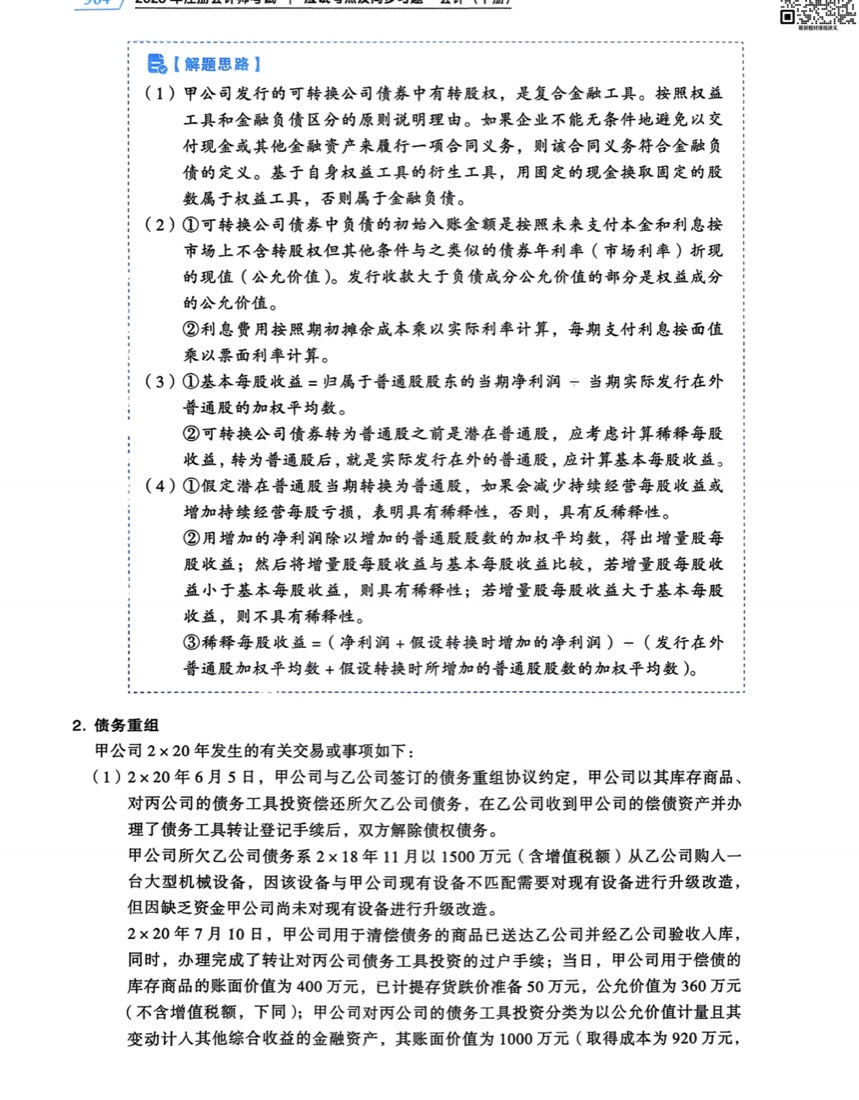 【解题思路】
（1）甲公司发行的可转换公司债券中有转股权，是复合金融工具。按照权益
工具和金融负债区分的原则说明理由。如果企业不能无条件地避免以交
付现金或其他金融资产来履行一项合同义务，则该合同义务符合金融负
债的定义。基于自身权益工具的衍生工具，用固定的现金换取固定的股
数属于权益工具，否则属于金融负债。
（2）①可转换公司债券中负债的初始入账金额是按照未来支付本金和利息按
市场上不含转股权但其他条件与之类似的债券年利率（市场利率）折现
的现值（公允价值）。发行收款大于负债成分公允价值的部分是权益成分
的公允价值。
②利息费用按照期初摊余成本乘以实际利率计算，每期支付利息按面值
乘以票面利率计算。
（3）①基本每股收益＝归属于普通股股东的当期净利润÷当期实际发行在外
普通股的加权平均数。
②可转换公司债券转为普通股之前是潜在普通股，应考虑计算稀释每股
收益，转为普通股后，就是实际发行在外的普通股，应计算基本每股收益。
（4）①假定潜在普通股当期转换为普通股，如果会减少持续经营每股收益或
增加持续经营每股亏损，表明具有稀释性，否则，具有反稀释性。
②用增加的净利润除以增加的普通股股数的加权平均数，得出增量股每
股收益；然后将增量股每股收益与基本每股收益比较，若增量股每股收
益小于基本每股收益，则具有稀释性；若增量股每股收益大于基本每股
收益，则不具有稀释性。
③稀释每股收益＝（净利润＋假设转换时增加的净利润）－（发行在外
普通股加权平均数＋假设转换时所增加的普通股股数的加权平均数）。
2. 债务重组
甲公司 2×20 年发生的有关交易或事项如下：
（1）2×20 年 6 月 5 日，甲公司与乙公司签订的债务重组协议约定，甲公司以其库存商品、
对丙公司的债务工具投资偿还所欠乙公司债务，在乙公司收到甲公司的偿债资产并办
理了债务工具转让登记手续后，双方解除债权债务。
甲公司所欠乙公司债务系 2×18 年 11 月以 1500 万元（含增值税额）从乙公司购入一
台大型机械设备，因该设备与甲公司现有设备不匹配需要对现有设备进行升级改造，
但因缺乏资金甲公司尚未对现有设备进行升级改造。
2×20 年 7 月 10 日，甲公司用于清偿债务的商品已送达乙公司并经乙公司验收入库，
同时，办理完成了转让对丙公司债务工具投资的过户手续；当日，甲公司用于偿债的
库存商品的账面价值为 400 万元，已计提存货跌价准备 50 万元，公允价值为 360 万元
（不含增值税额，下同）；甲公司对丙公司的债务工具投资分类为以公允价值计量且其
变动计入其他综合收益的金融资产，其账面价值为 1000 万元（取得成本为 920 万元，